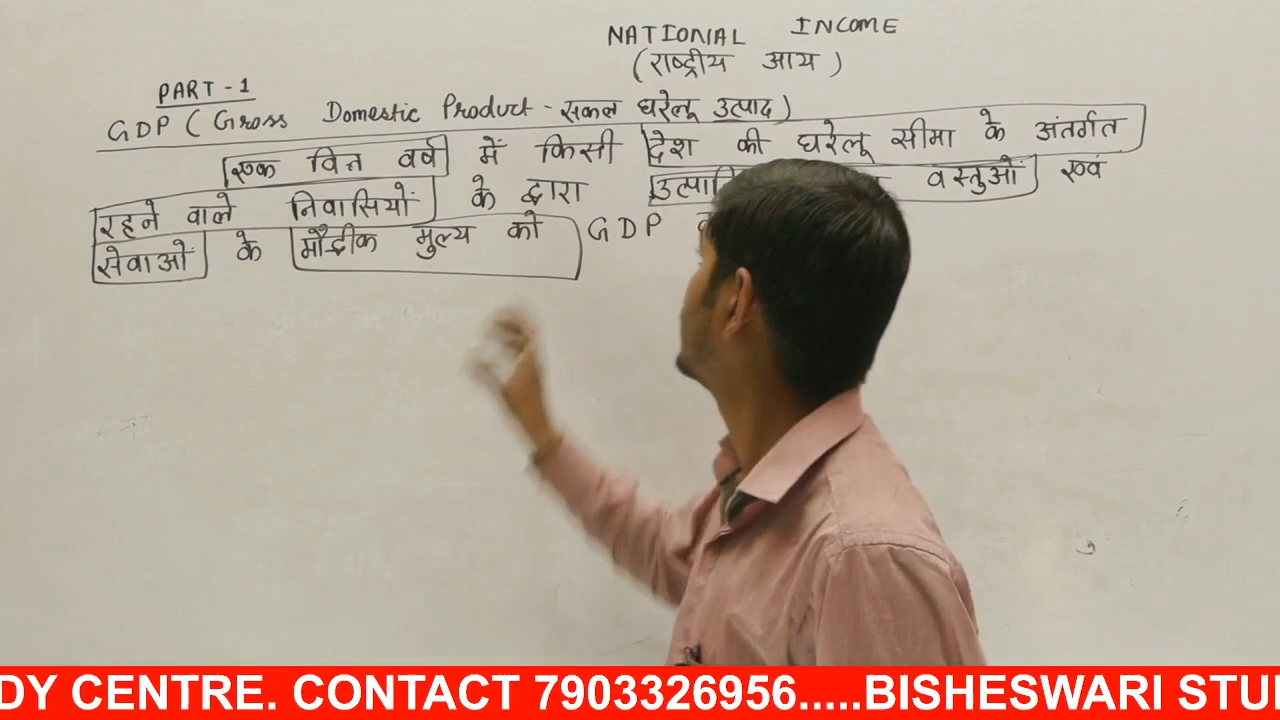 NATIONAL INCOME
(राष्ट्रीय आय)
PART-1
GDP (Gross Domestic Product - सकल घरेलू उत्पाद)
एक वित्त वर्ष में किसी देश की घरेलू सीमा के अंतर्गत
रहने वाले निवासियों के द्वारा वस्तुओं एवं
सेवाओं के मौद्रीक मुल्य को GDP
DY CENTRE. CONTACT 7903326956.....BISHESWARI STU